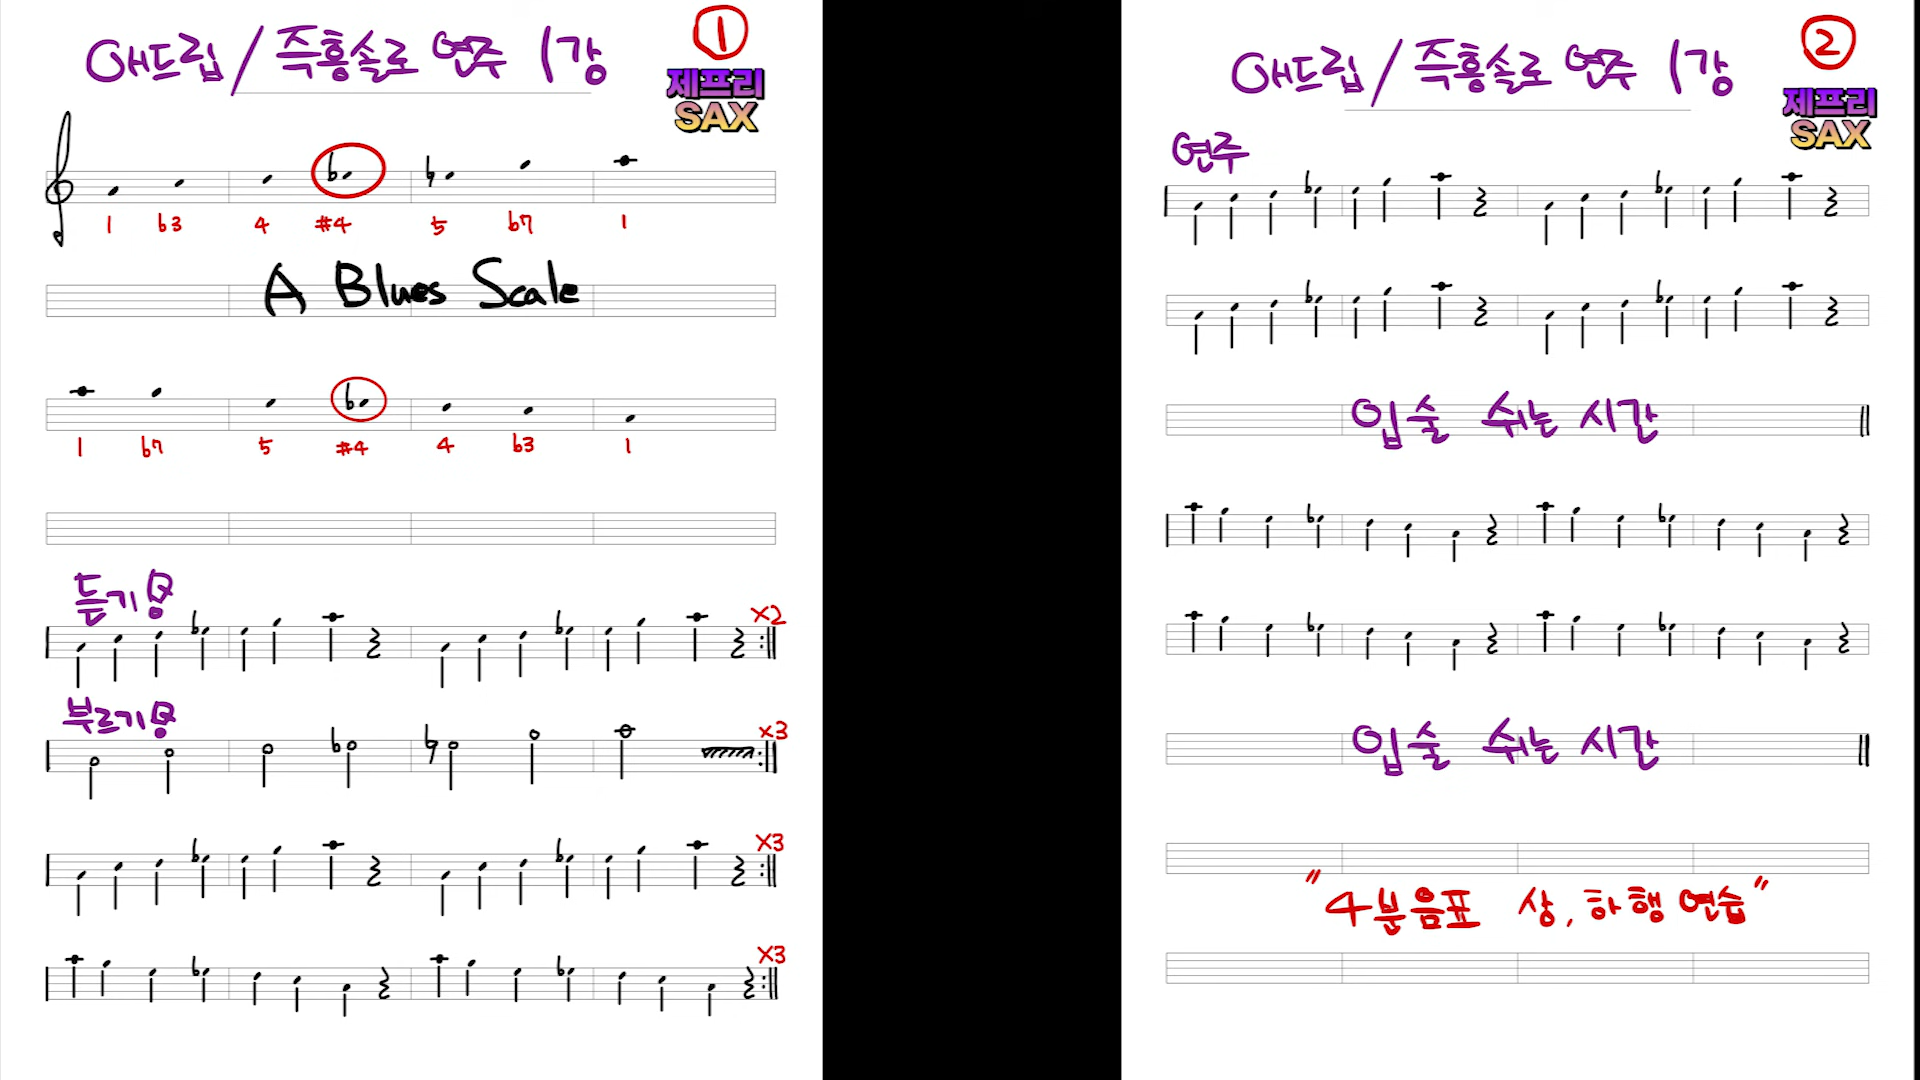 애드립 / 즉흥솔로 연주 1강
①
제프리
SAX
1 b3 4 #4 5 b7 1
A Blues Scale
1 b7 5 #4 4 b3 1
듣기
x2
부르기
x3
x3
x3
애드립 / 즉흥솔로 연주 1강
②
제프리
SAX
연주
입술 쉬는 시간
입술 쉬는 시간
"4분음표 상, 하행 연습"